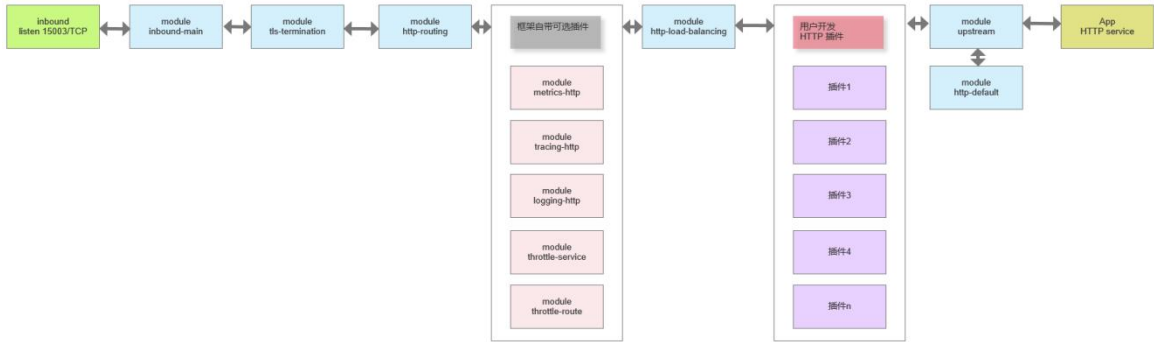 inbound
listen 15003/TCP
module
inbound-main
module
tls-termination
module
http-routing
框架自带可选插件
module
metrics-http
module
tracing-http
module
logging-http
module
throttle-service
module
throttle-route
module
http-load-balancing
用户开发
HTTP 插件
插件1
插件2
插件3
插件4
插件n
module
upstream
module
http-default
App
HTTP service